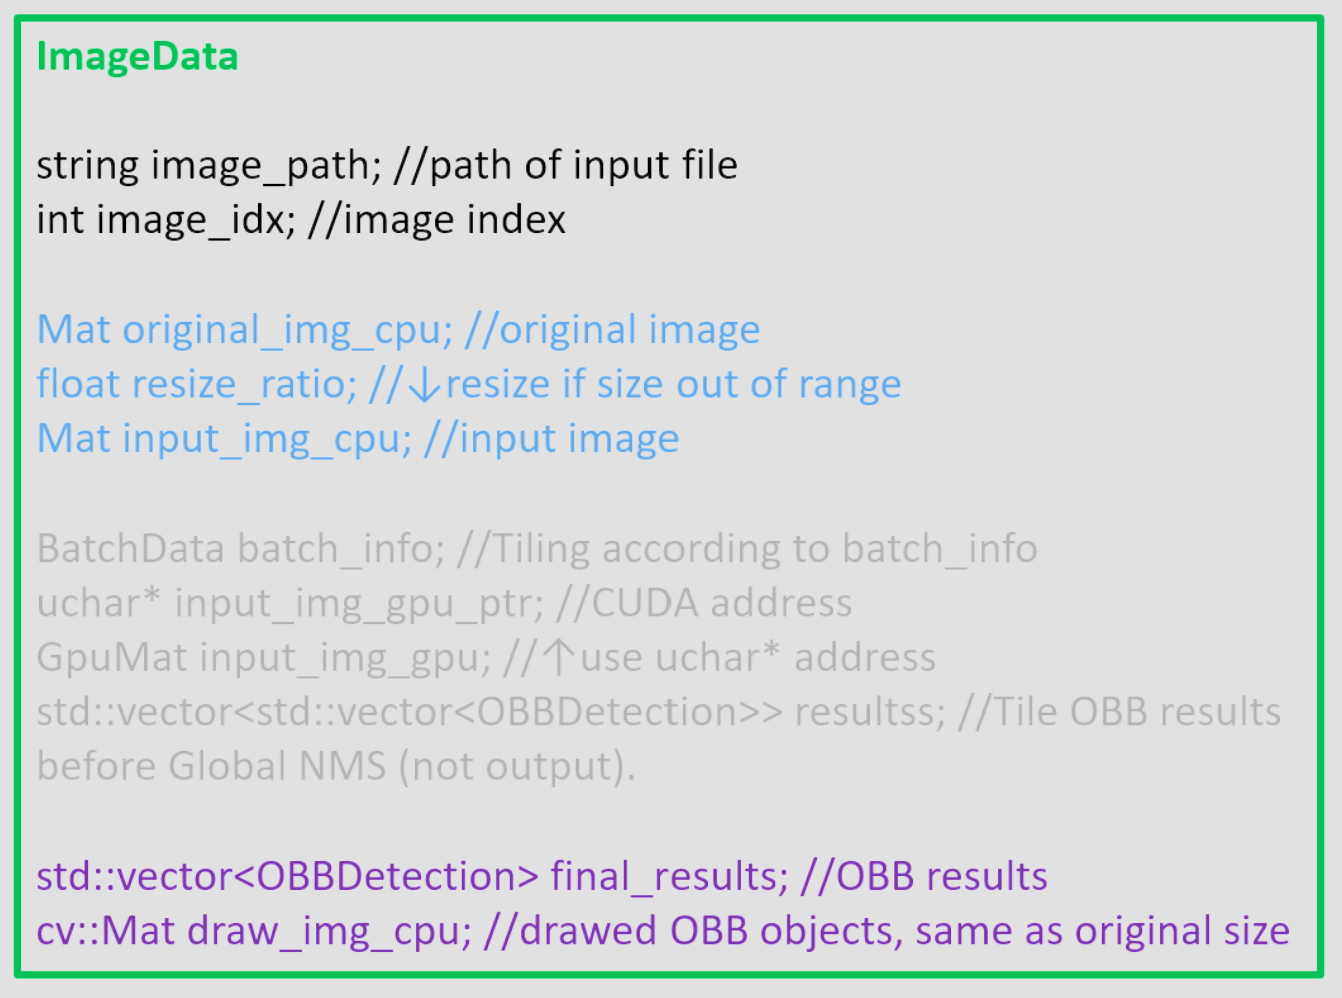 ImageData
string image_path; //path of input file
int image_idx; //image index
Mat original_img_cpu; //original image
float resize_ratio; //↓resize if size out of range
Mat input_img_cpu; //input image
BatchData batch_info; //Tiling according to batch_info
uchar* input_img_gpu_ptr; //CUDA address
GpuMat input_img_gpu; //↑use uchar* address
std::vector<std::vector<OBBDetection>> resultss; //Tile OBB results
before Global NMS (not output).
std::vector<OBBDetection> final_results; //OBB results
cv::Mat draw_img_cpu; //drawed OBB objects, same as original size